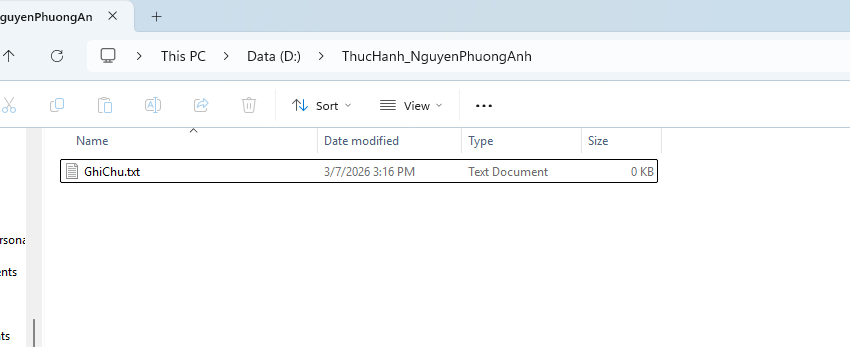 guyenPhuongAn
This PC > Data (D:) > ThucHanh_NguyenPhuongAnh
Sort View
Name Date modified Type Size
GhiChu.txt 3/7/2026 3:16 PM Text Document 0 KB
ersona
ents
ts